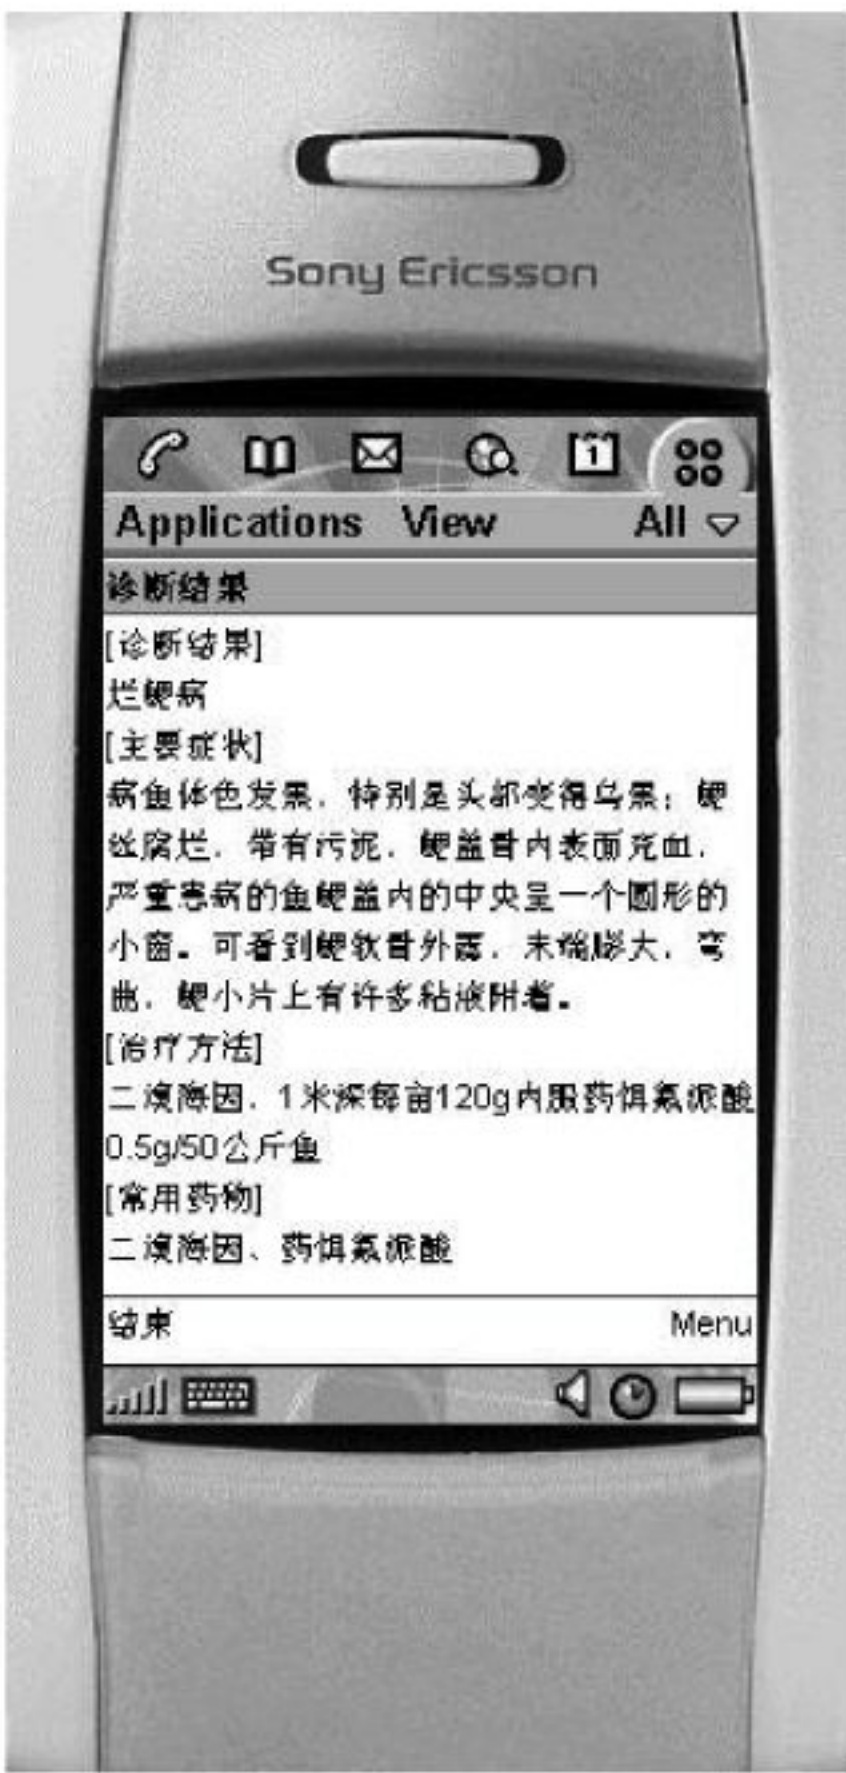 Sony Ericsson
1
Applications View All
诊断结果
[诊断结果]
烂鳃病
[主要症状]
病鱼体色发黑，特别是头部变得乌黑；鳃
丝腐烂，带有污泥，鳃盖骨内表面充血，
严重患病的鱼鳃盖内的中央呈一个圆形的
小窗。可看到鳃软骨外露，末端膨大，弯
曲，鳃小片上有许多粘液附着。
[治疗方法]
二溴海因，1米深每亩120g内服药饵氟哌酸
0.5g/50公斤鱼
[常用药物]
二溴海因、药饵氟哌酸
结束 Menu